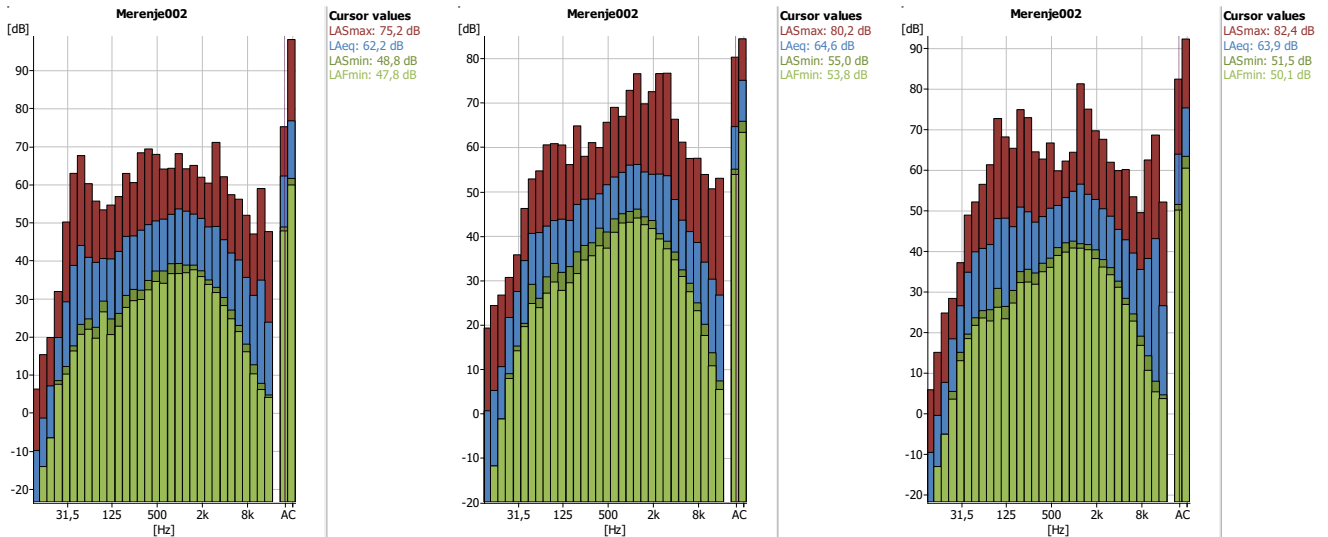 Merenje002
[dB]
90
80
70
60
50
40
30
20
10
0
-10
-20
31,5 125 500 2k 8k AC
[Hz]
Cursor values
LASmax: 75,2 dB
LAeq: 62,2 dB
LASmin: 48,8 dB
LAFmin: 47,8 dB
Merenje002
[dB]
80
70
60
50
40
30
20
10
0
-10
-20
31,5 125 500 2k 8k AC
[Hz]
Cursor values
LASmax: 80,2 dB
LAeq: 64,6 dB
LASmin: 55,0 dB
LAFmin: 53,8 dB
Merenje002
[dB]
90
80
70
60
50
40
30
20
10
0
-10
-20
31,5 125 500 2k 8k AC
[Hz]
Cursor values
LASmax: 82,4 dB
LAeq: 63,9 dB
LASmin: 51,5 dB
LAFmin: 50,1 dB